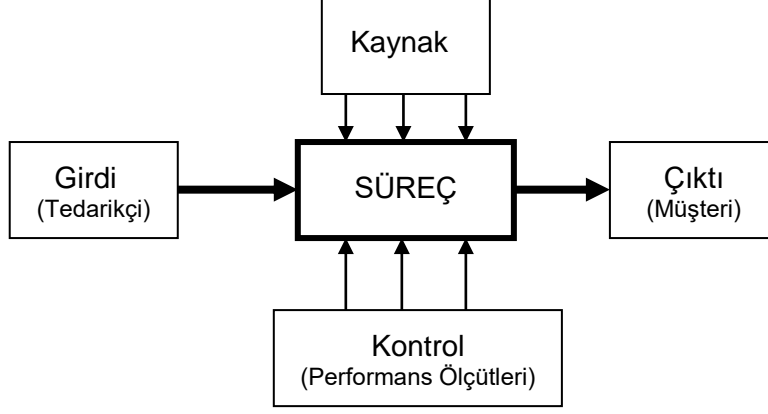 Kaynak
Girdi
(Tedarikçi)
SÜREÇ
Çıktı
(Müşteri)
Kontrol
(Performans Ölçütleri)